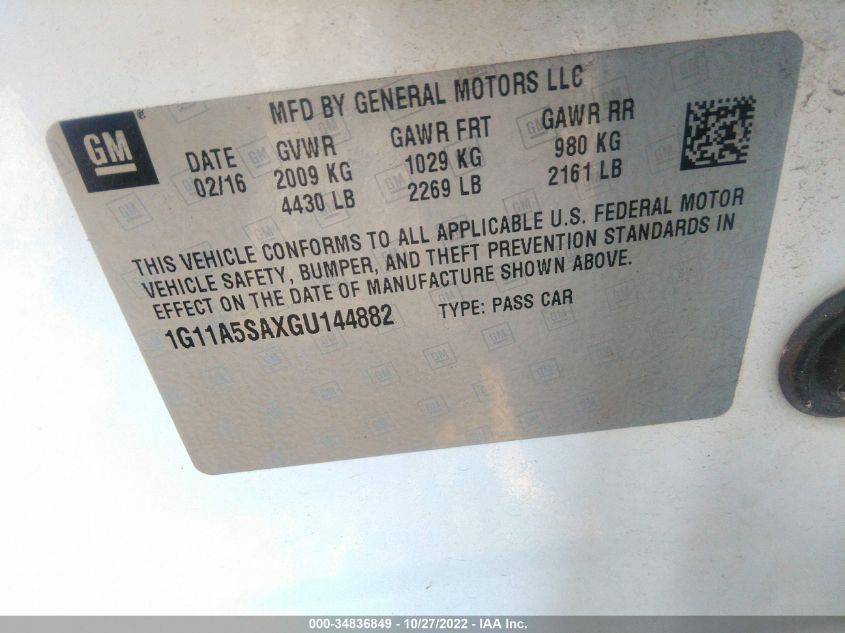 MFD BY GENERAL MOTORS LLC
GM
DATE GVWR GAWR FRT GAWR RR
02/16 2009 KG 1029 KG 980 KG
4430 LB 2269 LB 2161 LB
THIS VEHICLE CONFORMS TO ALL APPLICABLE U.S. FEDERAL MOTOR
VEHICLE SAFETY, BUMPER, AND THEFT PREVENTION STANDARDS IN
EFFECT ON THE DATE OF MANUFACTURE SHOWN ABOVE.
1G11A5SAXGU144882 TYPE: PASS CAR
000-34836849 - 10/27/2022 - IAA Inc.